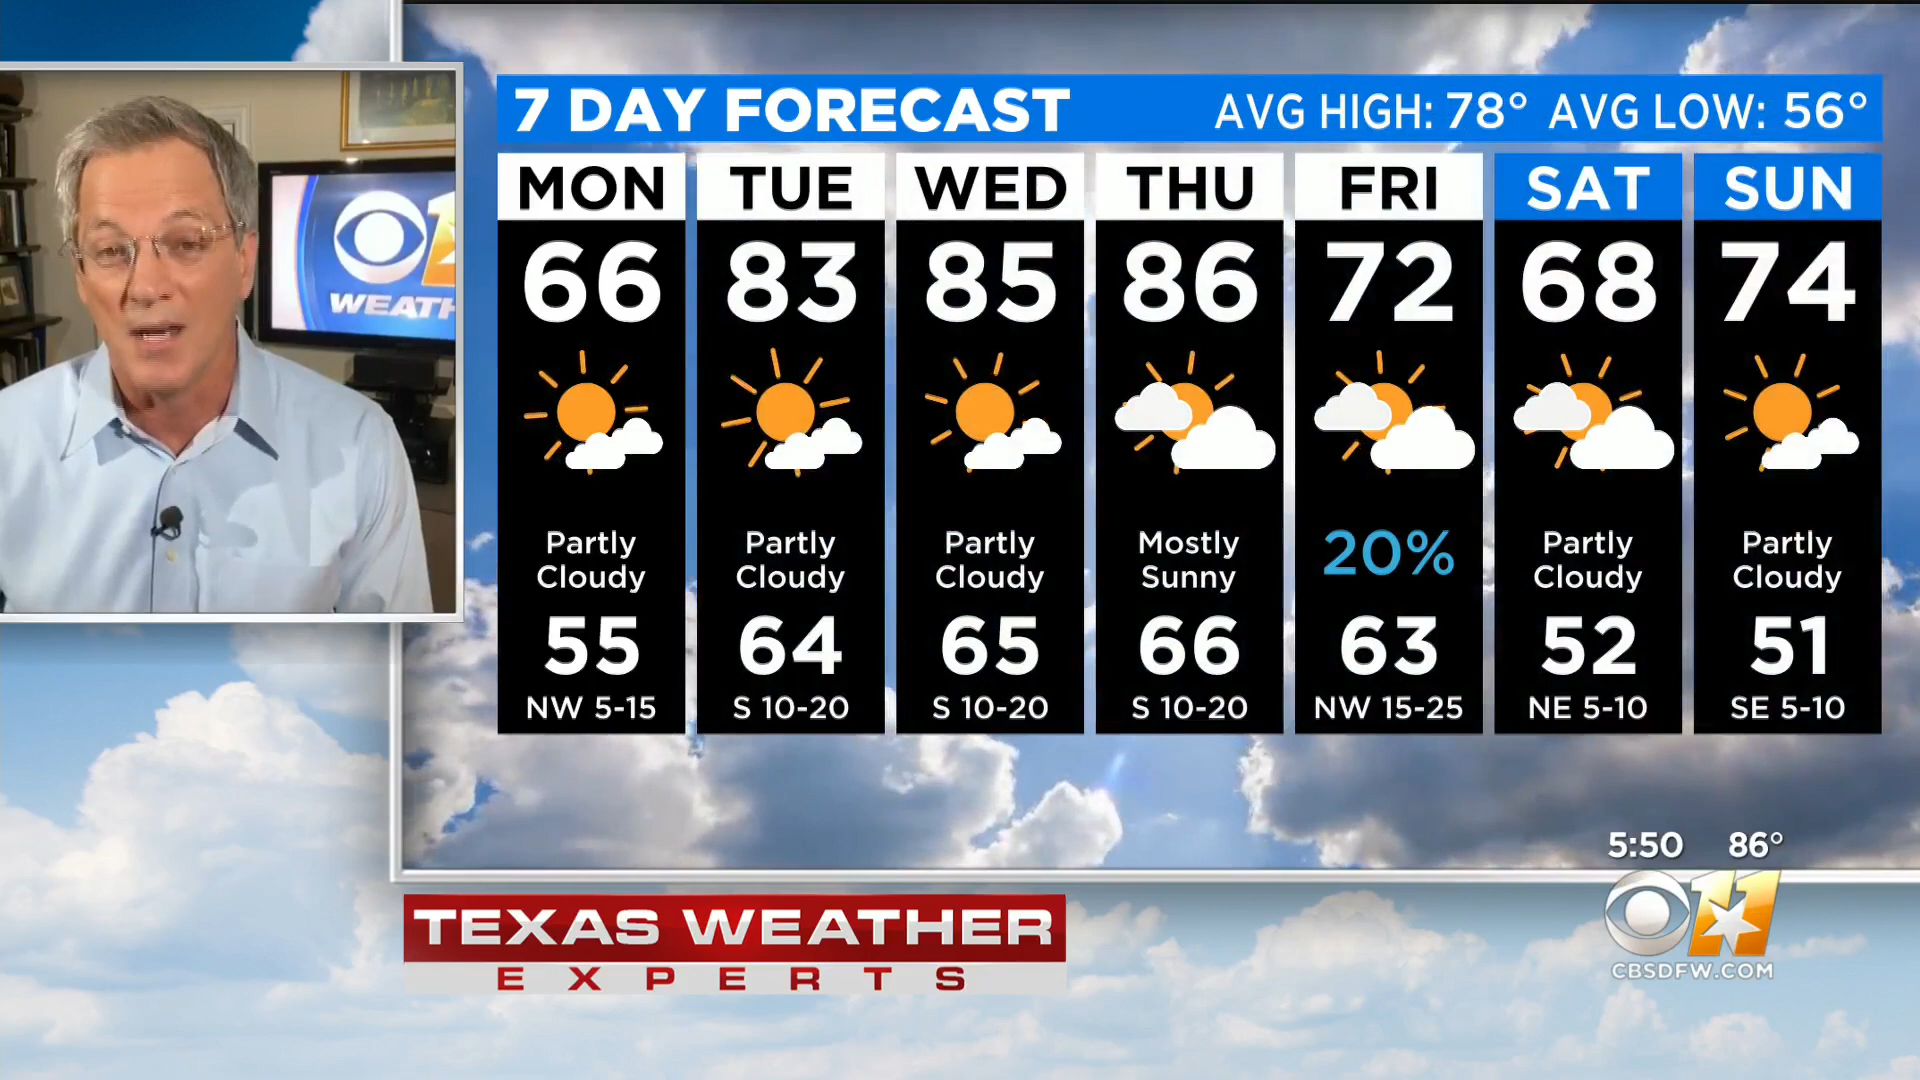 7 DAY FORECAST AVG HIGH: 78° AVG LOW: 56°
MON TUE WED THU FRI SAT SUN
66 83 85 86 72 68 74
Partly Cloudy
Partly Cloudy
Partly Cloudy
Mostly Sunny
20%
Partly Cloudy
Partly Cloudy
55 64 65 66 63 52 51
NW 5-15 S 10-20 S 10-20 S 10-20 NW 15-25 NE 5-10 SE 5-10
WEATH
5:50 86°
11
CBSDFW.COM
TEXAS WEATHER
EXPERTS